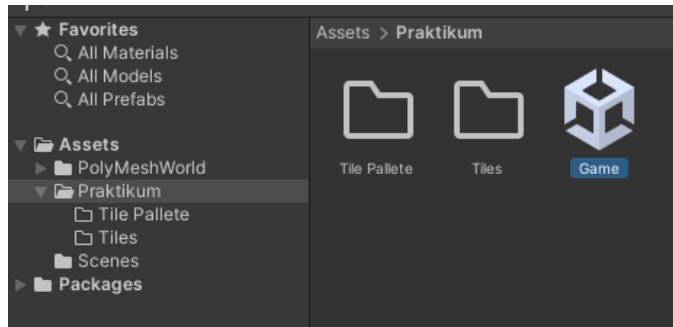 Favorites
All Materials
All Models
All Prefabs
Assets
PolyMeshWorld
Praktikum
Tile Pallete
Tiles
Scenes
Packages
Assets > Praktikum
Tile Pallete
Tiles
Game